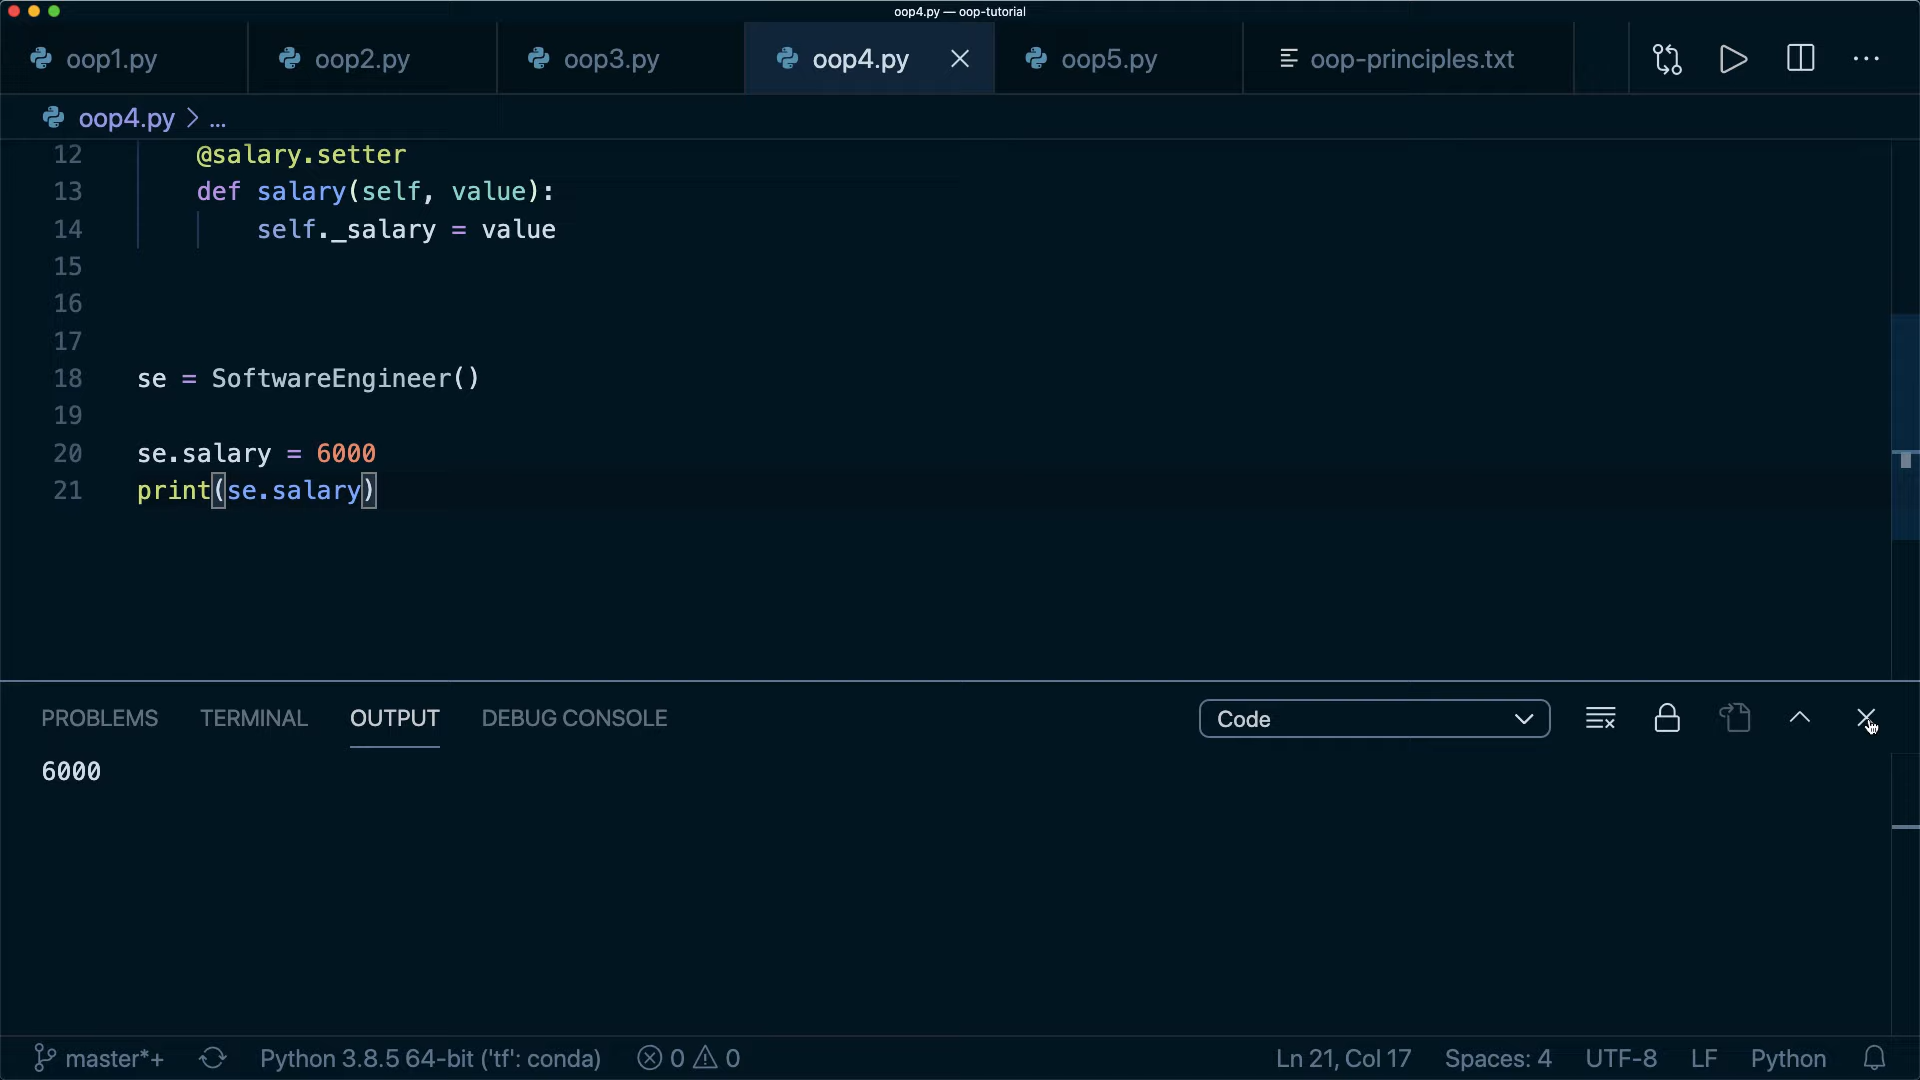 oop4.py — oop-tutorial
oop1.py
oop2.py
oop3.py
oop4.py
oop5.py
oop-principles.txt
oop4.py > ...
12 @salary.setter
13 def salary(self, value):
14 self._salary = value
15
16
17
18 se = SoftwareEngineer()
19
20 se.salary = 6000
21 print(se.salary)
PROBLEMS TERMINAL OUTPUT DEBUG CONSOLE Code
6000
master*+ Python 3.8.5 64-bit ('tf': conda) 0 0 Ln 21, Col 17 Spaces: 4 UTF-8 LF Python